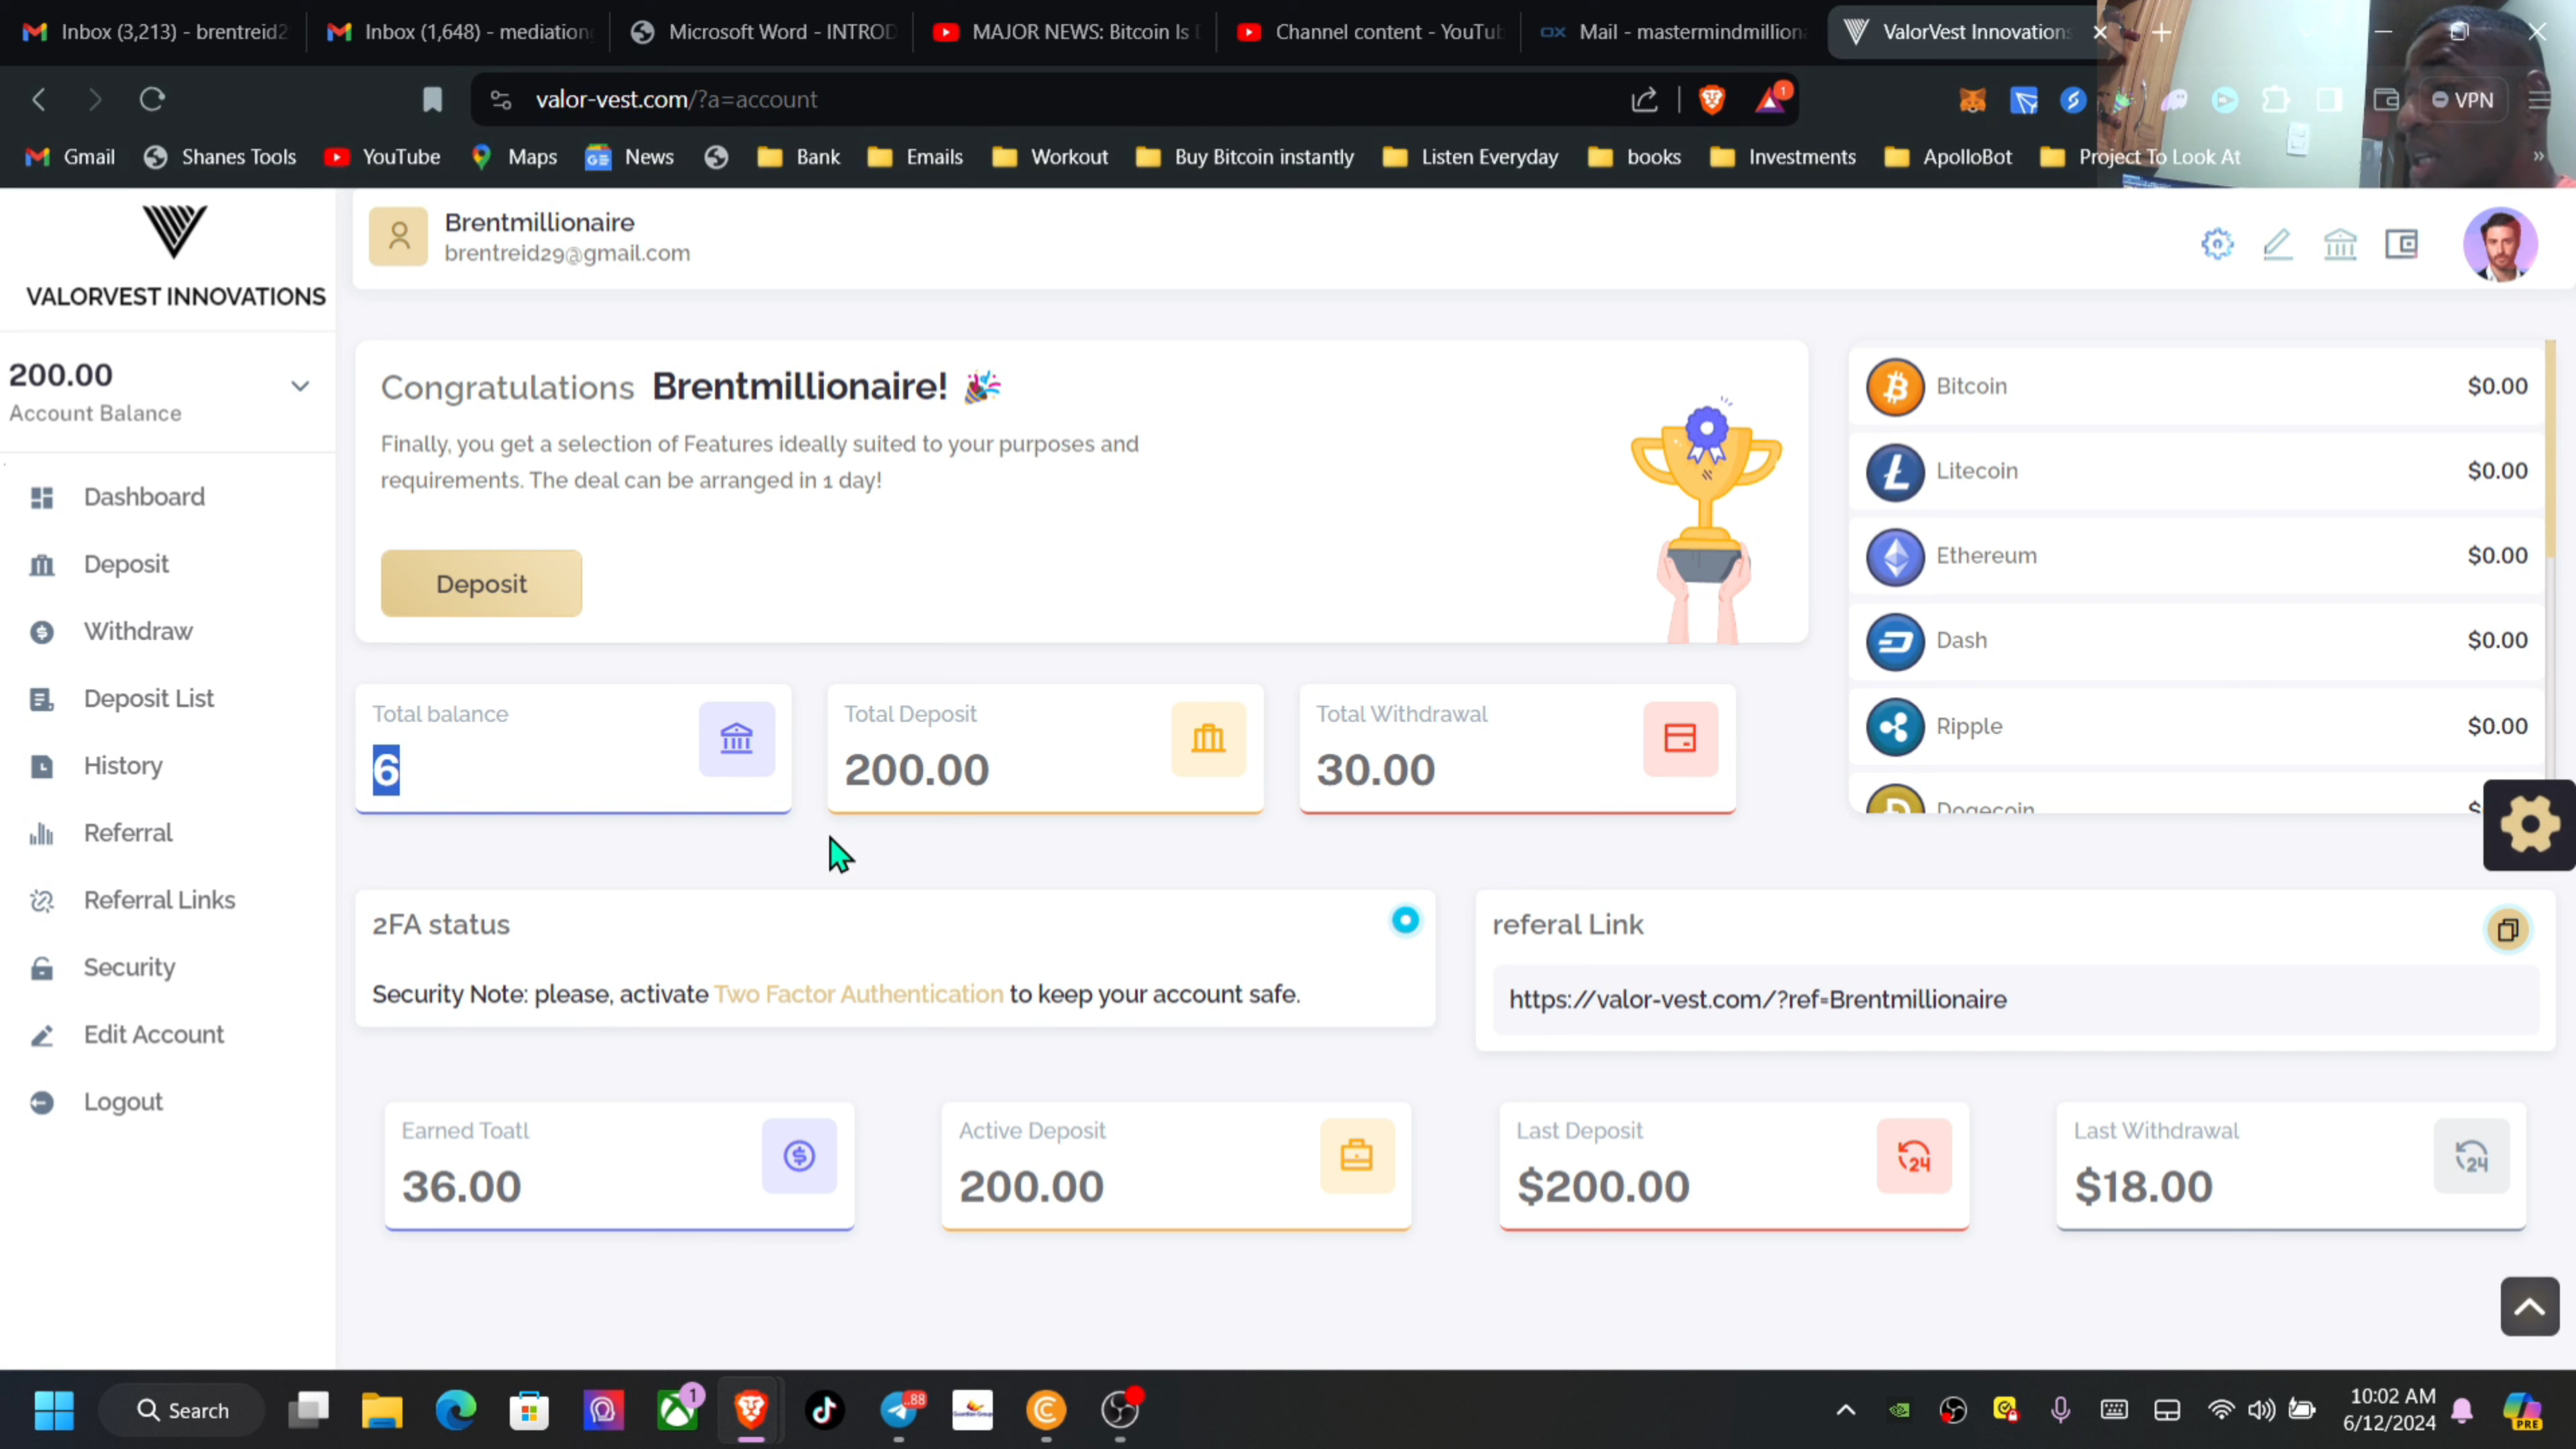 Inbox (3,213) - brentreid2
Inbox (1,648) - mediation
Microsoft Word - INTROD
MAJOR NEWS: Bitcoin Is
Channel content - YouTub
Mail - mastermindmilliona
ValorVest Innovations
valor-vest.com/?a=account
1
VPN
Gmail
Shanes Tools
YouTube
Maps
News
Bank
Emails
Workout
Buy Bitcoin instantly
Listen Everyday
books
Investments
ApolloBot
Project To Look At
VALORVEST INNOVATIONS
Brentmillionaire
brentreid29@gmail.com
200.00
Account Balance
Dashboard
Deposit
Withdraw
Deposit List
History
Referral
Referral Links
Security
Edit Account
Logout
Congratulations Brentmillionaire!
Finally, you get a selection of Features ideally suited to your purposes and
requirements. The deal can be arranged in 1 day!
Deposit
Bitcoin $0.00
Litecoin $0.00
Ethereum $0.00
Dash $0.00
Ripple $0.00
Dogecoin
Total balance
6
Total Deposit
200.00
Total Withdrawal
30.00
2FA status
Security Note: please, activate Two Factor Authentication to keep your account safe.
referal Link
https://valor-vest.com/?ref=Brentmillionaire
Earned Toatl
36.00
Active Deposit
200.00
Last Deposit
$200.00
24
Last Withdrawal
$18.00
24
Search
1
88
10:02 AM
6/12/2024
PRE